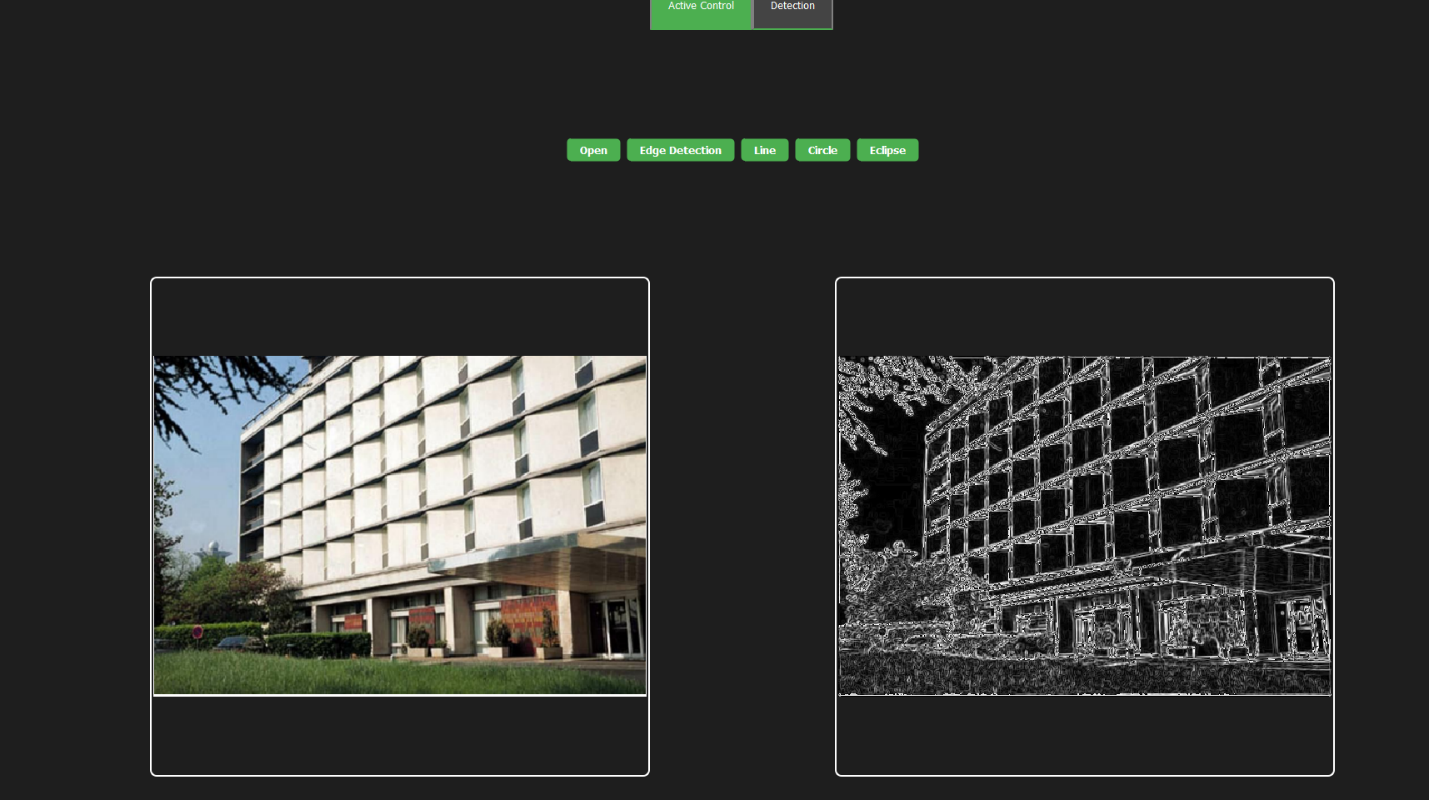 Active Control Detection
Open Edge Detection Line Circle Eclipse